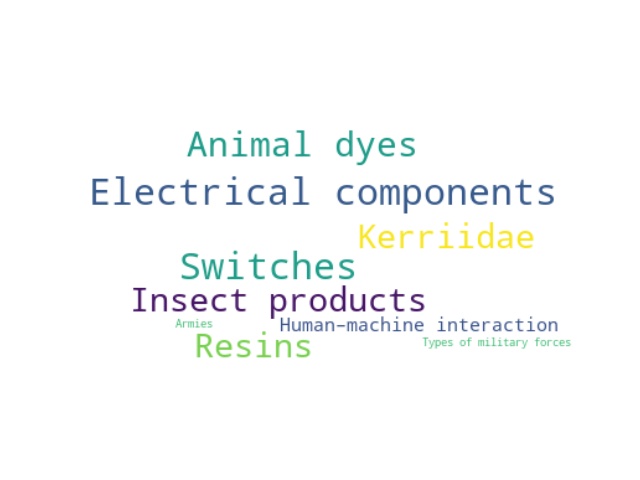 Animal dyes
Electrical components
Kerriidae
Switches
Insect products
Armies
Human-machine interaction
Resins
Types of military forces